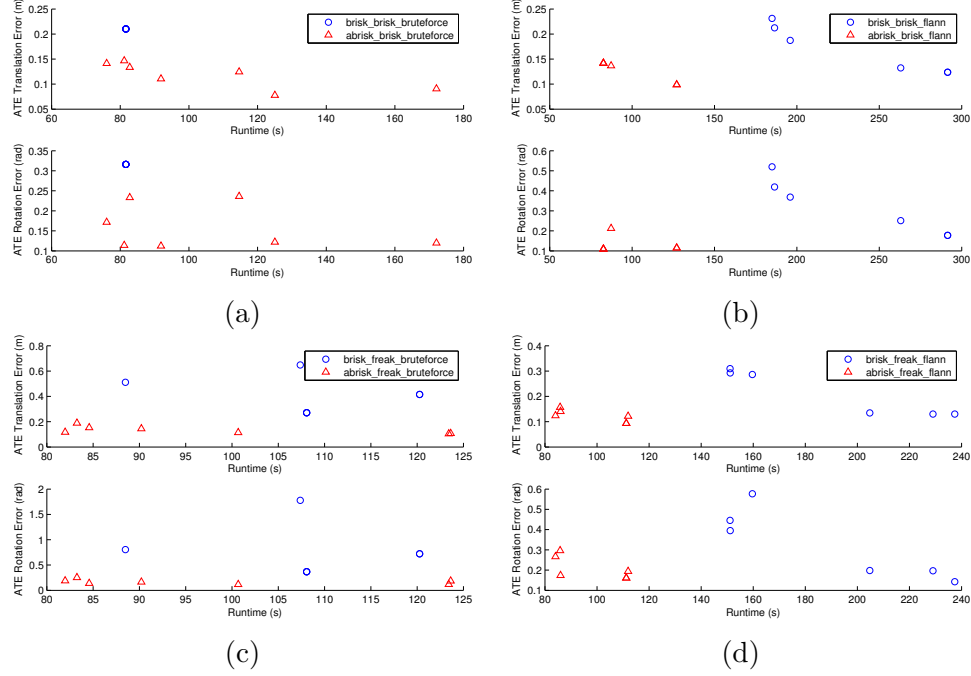 ATE Translation Error (m)
0.25
0.2
0.15
0.1
0.05
60 80 100 120 140 160 180
Runtime (s)
brisk_brisk_bruteforce
abrisk_brisk_bruteforce
ATE Rotation Error (rad)
0.35
0.3
0.25
0.2
0.15
0.1
60 80 100 120 140 160 180
Runtime (s)
(a)
ATE Translation Error (m)
0.25
0.2
0.15
0.1
0.05
50 100 150 200 250 300
Runtime (s)
brisk_brisk_flann
abrisk_brisk_flann
ATE Rotation Error (rad)
0.6
0.5
0.4
0.3
0.2
0.1
50 100 150 200 250 300
Runtime (s)
(b)
ATE Translation Error (m)
0.8
0.6
0.4
0.2
0
80 85 90 95 100 105 110 115 120 125
Runtime (s)
brisk_freak_bruteforce
abrisk_freak_bruteforce
ATE Rotation Error (rad)
2
1.5
1
0.5
0
80 85 90 95 100 105 110 115 120 125
Runtime (s)
(c)
ATE Translation Error (m)
0.4
0.3
0.2
0.1
0
80 100 120 140 160 180 200 220 240
Runtime (s)
brisk_freak_flann
abrisk_freak_flann
ATE Rotation Error (rad)
0.6
0.5
0.4
0.3
0.2
0.1
80 100 120 140 160 180 200 220 240
Runtime (s)
(d)